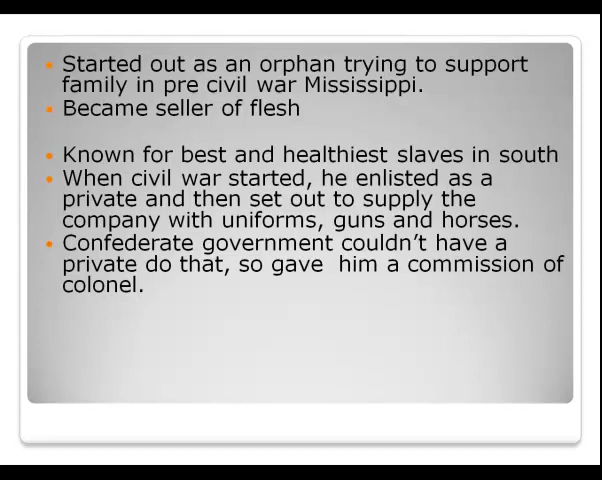 • Started out as an orphan trying to support
family in pre civil war Mississippi.
• Became seller of flesh
• Known for best and healthiest slaves in south
• When civil war started, he enlisted as a
private and then set out to supply the
company with uniforms, guns and horses.
• Confederate government couldn’t have a
private do that, so gave  him a commission of
colonel.